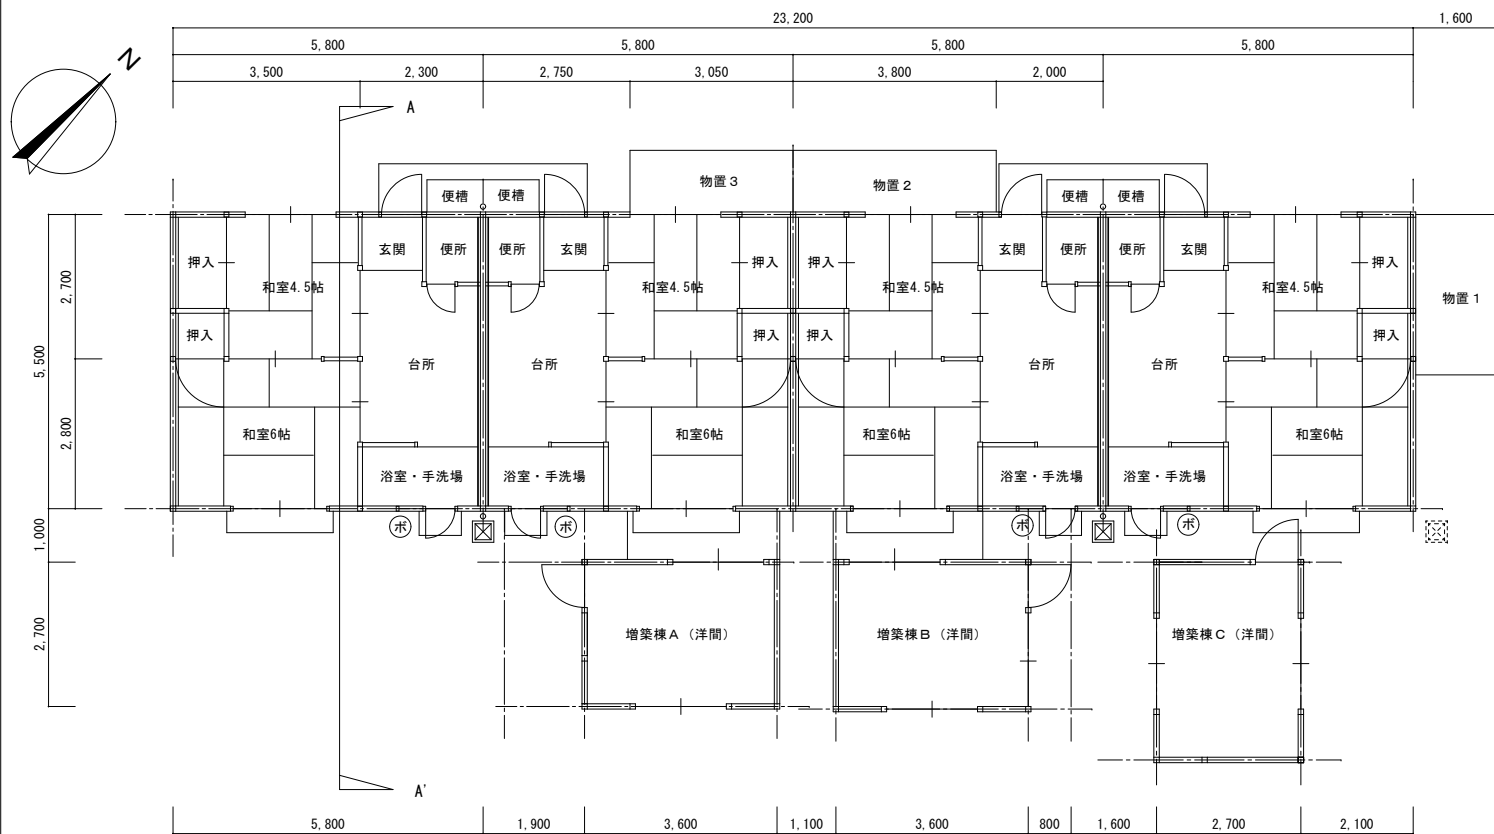 23,200
1,600
5,800
5,800
5,800
5,800
3,500
2,300
2,750
3,050
3,800
2,000
N
A
物置３
物置２
便槽
便槽
便槽
便槽
押入
玄関
便所
便所
玄関
押入
押入
玄関
便所
便所
玄関
押入
2,700
和室4.5帖
和室4.5帖
和室4.5帖
和室4.5帖
物置１
押入
押入
押入
押入
5,500
台所
台所
台所
台所
2,800
和室6帖
和室6帖
和室6帖
和室6帖
浴室・手洗場
浴室・手洗場
浴室・手洗場
浴室・手洗場
1,000
ボ
ボ
ボ
ボ
2,700
増築棟Ａ（洋間）
増築棟Ｂ（洋間）
増築棟Ｃ（洋間）
A'
5,800
1,900
3,600
1,100
3,600
800
1,600
2,700
2,100